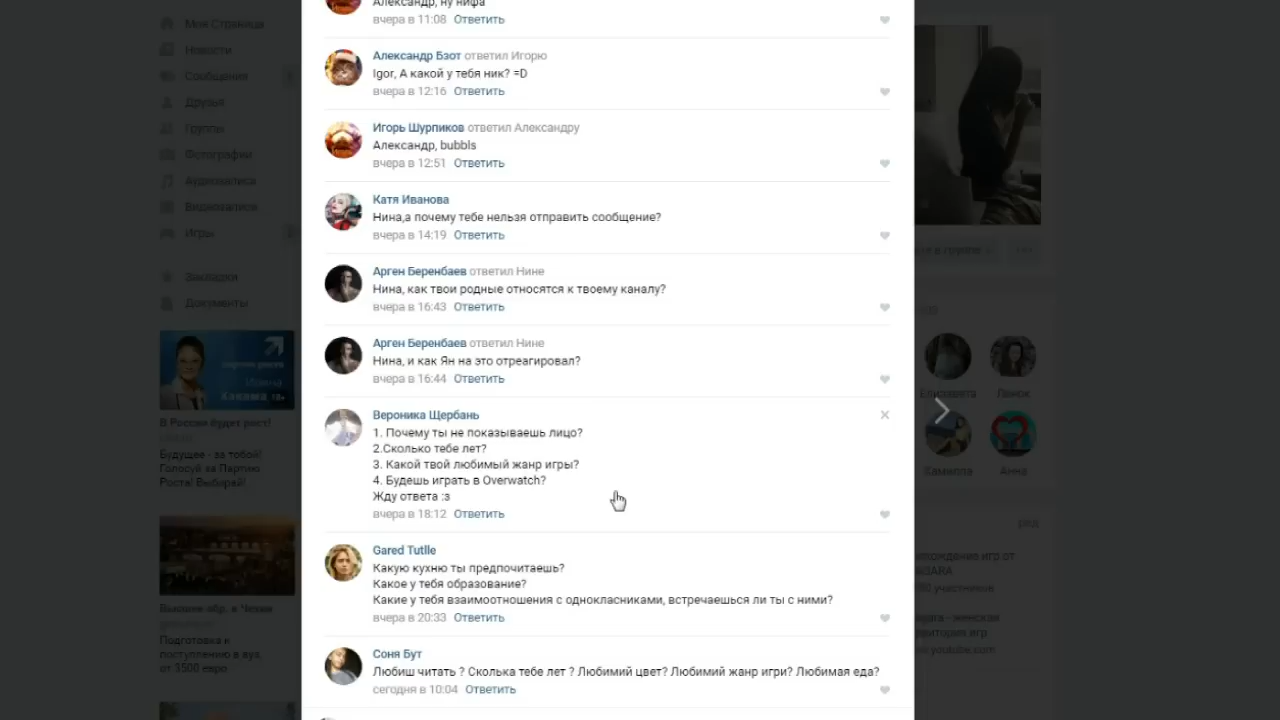 Александр, ну нифа
вчера в 11:08 Ответить
Александр Бзот ответил Игорю
Igor, А какой у тебя ник? =D
вчера в 12:16 Ответить
Игорь Шурпиков ответил Александру
Александр, bubbls
вчера в 12:51 Ответить
Катя Иванова
Нина,а почему тебе нельзя отправить сообщение?
вчера в 14:19 Ответить
Арген Беренбаев ответил Нине
Нина, как твои родные относятся к твоему каналу?
вчера в 16:43 Ответить
Арген Беренбаев ответил Нине
Нина, и как Ян на это отреагировал?
вчера в 16:44 Ответить
Вероника Щербань
1. Почему ты не показываешь лицо?
2.Сколько тебе лет?
3. Какой твой любимый жанр игры?
4. Будешь играть в Overwatch?
Жду ответа :з
вчера в 18:12 Ответить
Gared Tutlle
Какую кухню ты предпочитаешь?
Какое у тебя образование?
Какие у тебя взаимоотношения с однокласниками, встречаешься ли ты с ними?
вчера в 20:33 Ответить
Соня Бут
Любиш читать ? Сколька тебе лет ? Любимий цвет? Любимий жанр игри? Любимая еда?
сегодня в 10:04 Ответить
Моя Страница
Новости
Сообщения
Друзья
Группы
Фотографии
Аудиозаписи
Видеозаписи
Игры
Закладки
Документы
В России будет рост!
Будущее - за тобой!
Голосуй за Партию
Роста! Выбирай!
Высшее обр. в Чехии
Подготовка и
поступление в вуз
от 3500 евро
Елизавета
Камилла
Анна
ред.